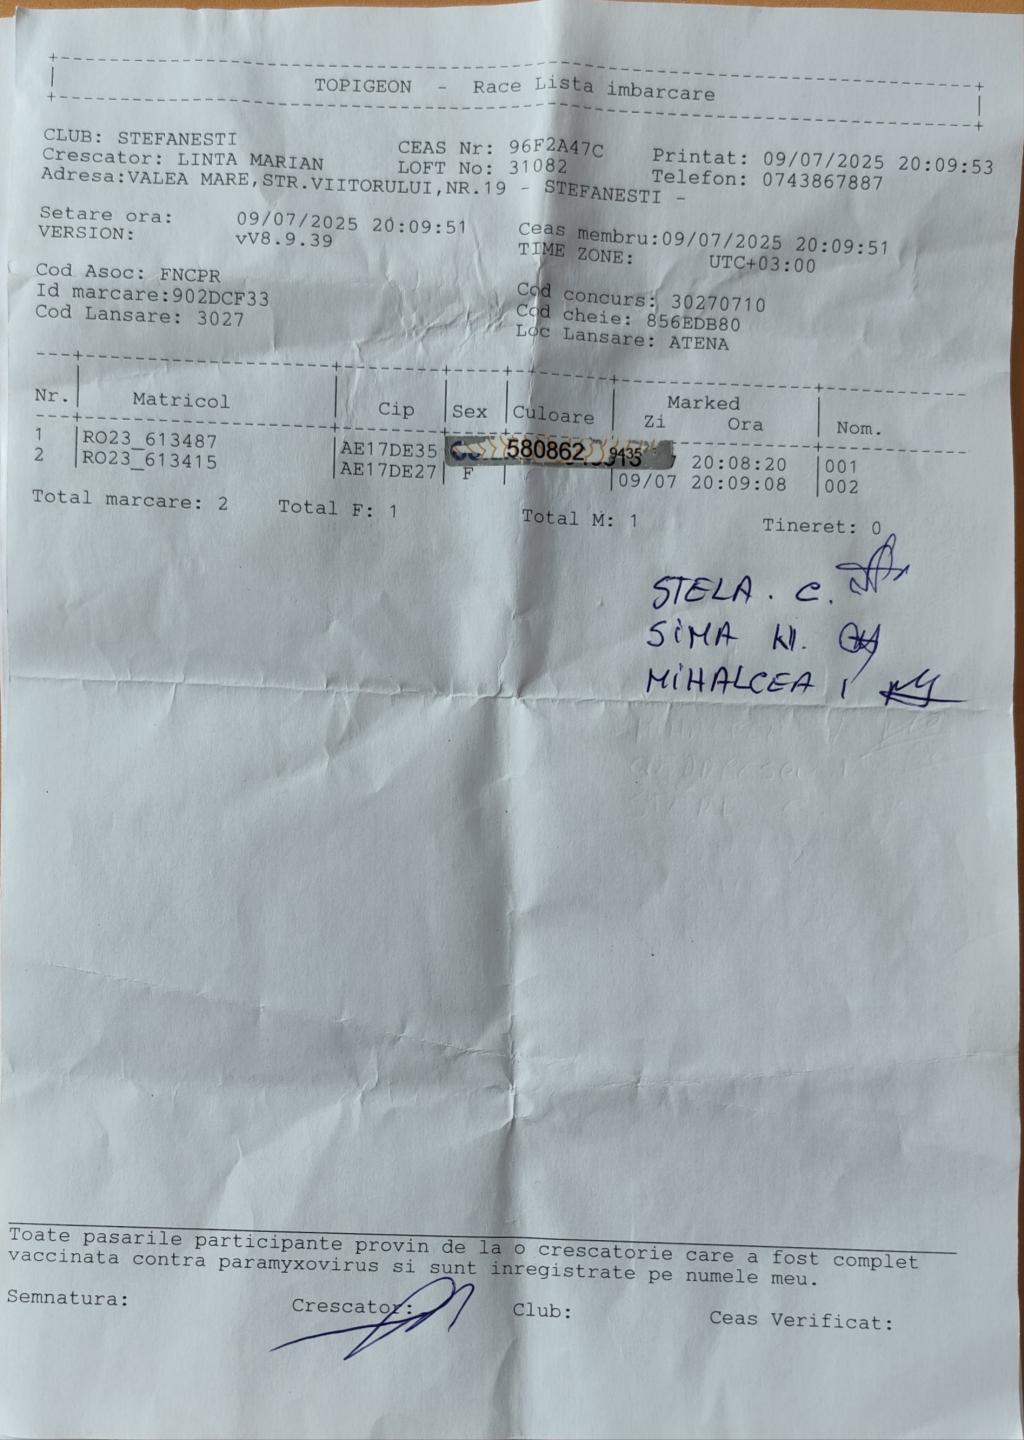 TOPIGEON - Race Lista imbarcare
CLUB: STEFANESTI CEAS Nr: 96F2A47C Printat: 09/07/2025 20:09:53
Crescator: LINTA MARIAN LOFT No: 31082 Telefon: 0743867887
Adresa:VALEA MARE,STR.VIITORULUI,NR.19 - STEFANESTI -
Setare ora: 09/07/2025 20:09:51 Ceas membru:09/07/2025 20:09:51
VERSION: vV8.9.39 TIME ZONE: UTC+03:00
Cod Asoc: FNCPR Cod concurs: 30270710
Id marcare:902DCF33 Cod cheie: 856EDB80
Cod Lansare: 3027 Loc Lansare: ATENA
Nr. Matricol Cip Sex Culoare Marked Zi Ora Nom.
1 RO23_613487 AE17DE35 580862 9435 20:08:20 001
2 RO23_613415 AE17DE27 F 09/07 20:09:08 002
Total marcare: 2 Total F: 1 Total M: 1 Tineret: 0
STELA. C.
SIMA
MIHALCEA I
Toate pasarile participante provin de la o crescatorie care a fost complet
vaccinata contra paramyxovirus si sunt inregistrate pe numele meu.
Semnatura: Crescator: Club: Ceas Verificat: